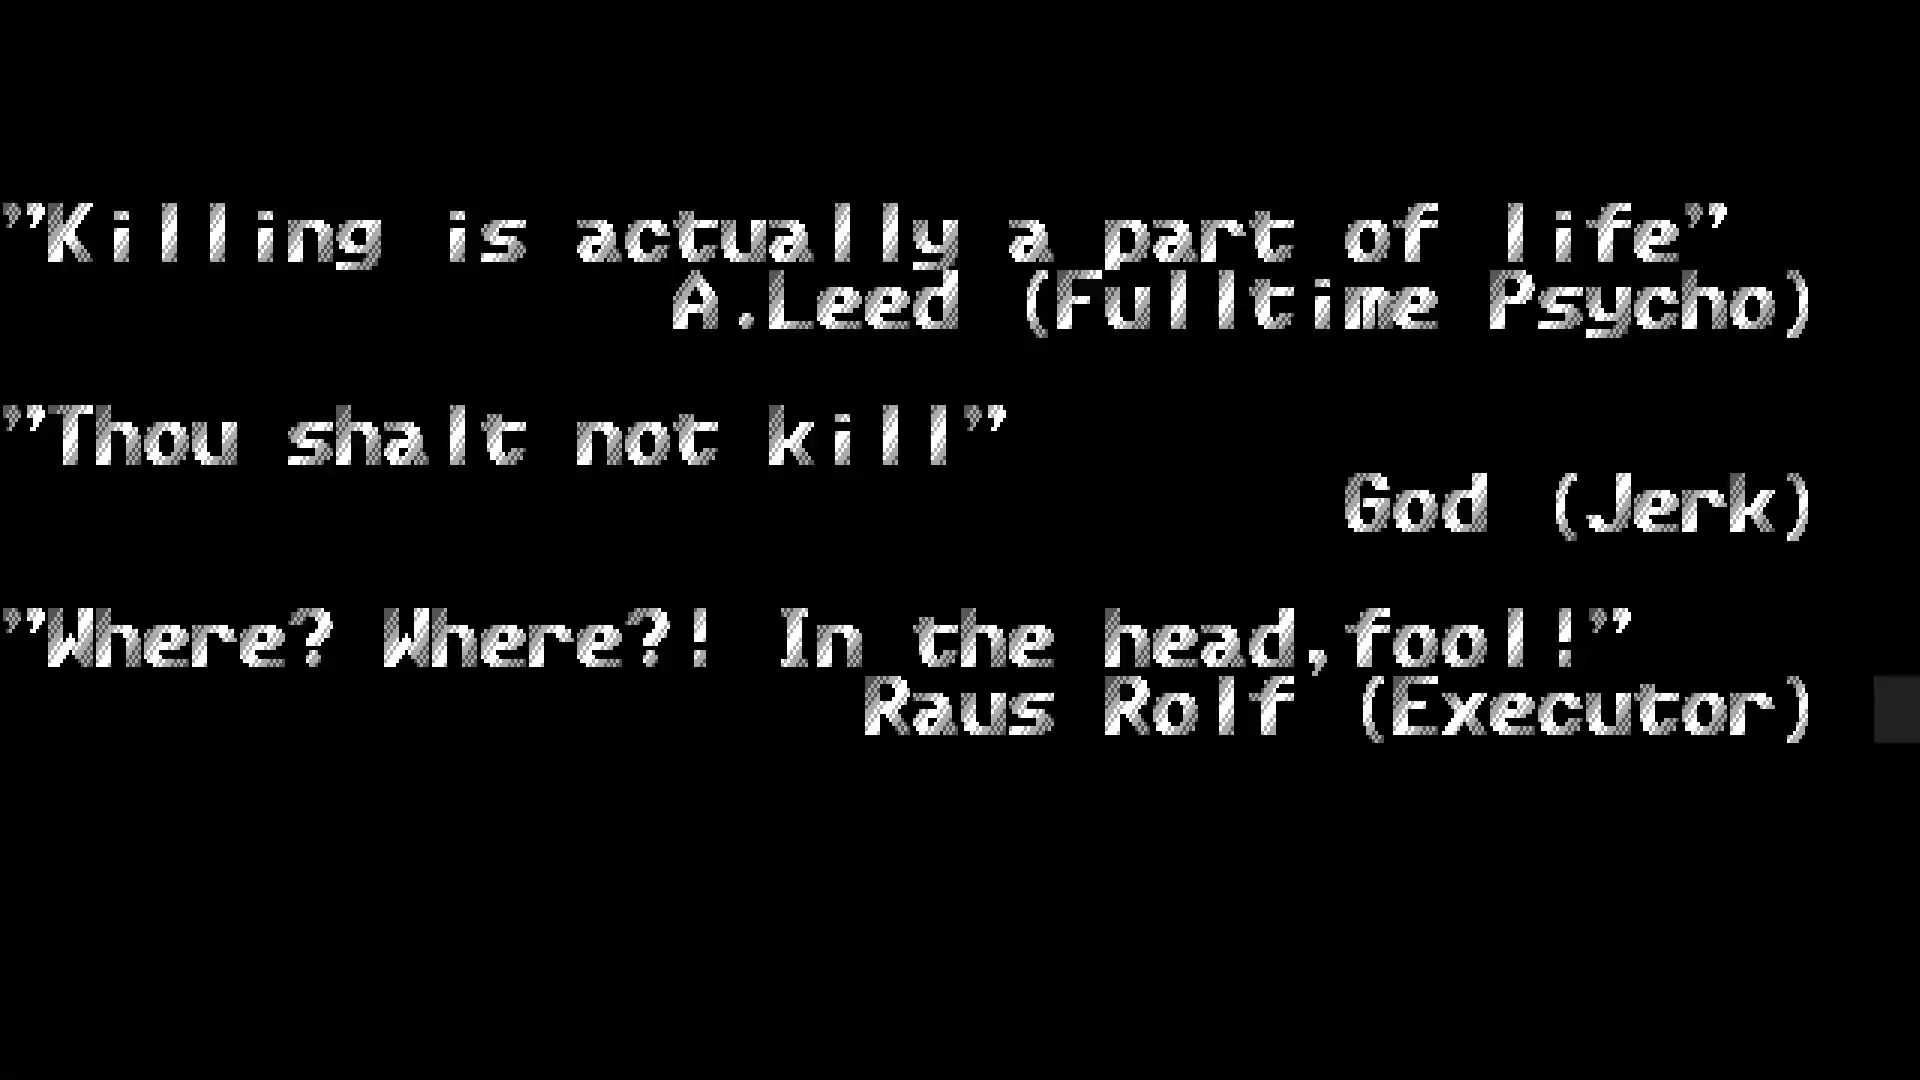 "Killing is actually a part of life"
A.Leed (Fulltime Psycho)
"Thou shalt not kill"
God (Jerk)
"Where? Where?! In the head,fool!"
Raus Rolf (Executor)